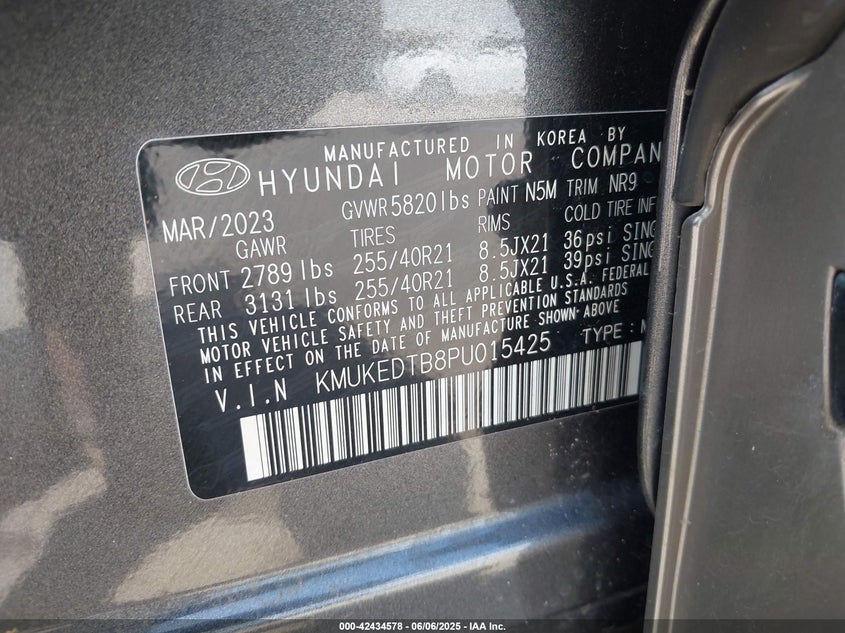 MANUFACTURED IN KOREA BY
HYUNDAI MOTOR COMPAN
MAR/2023 GVWR 5820 lbs PAINT N5M TRIM NR9
GAWR TIRES RIMS COLD TIRE INF
FRONT 2789 lbs 255/40R21 8.5JX21 36psi SING
REAR 3131 lbs 255/40R21 8.5JX21 39psi SING
THIS VEHICLE CONFORMS TO ALL APPLICABLE U.S.A. FEDERAL
MOTOR VEHICLE SAFETY AND THEFT PREVENTION STANDARDS
IN EFFECT ON THE DATE OF MANUFACTURE SHOWN ABOVE
V.I.N KMUKEDTB8PU015425 TYPE : M
000-42434578 | 06/06/2025 - IAA Inc.